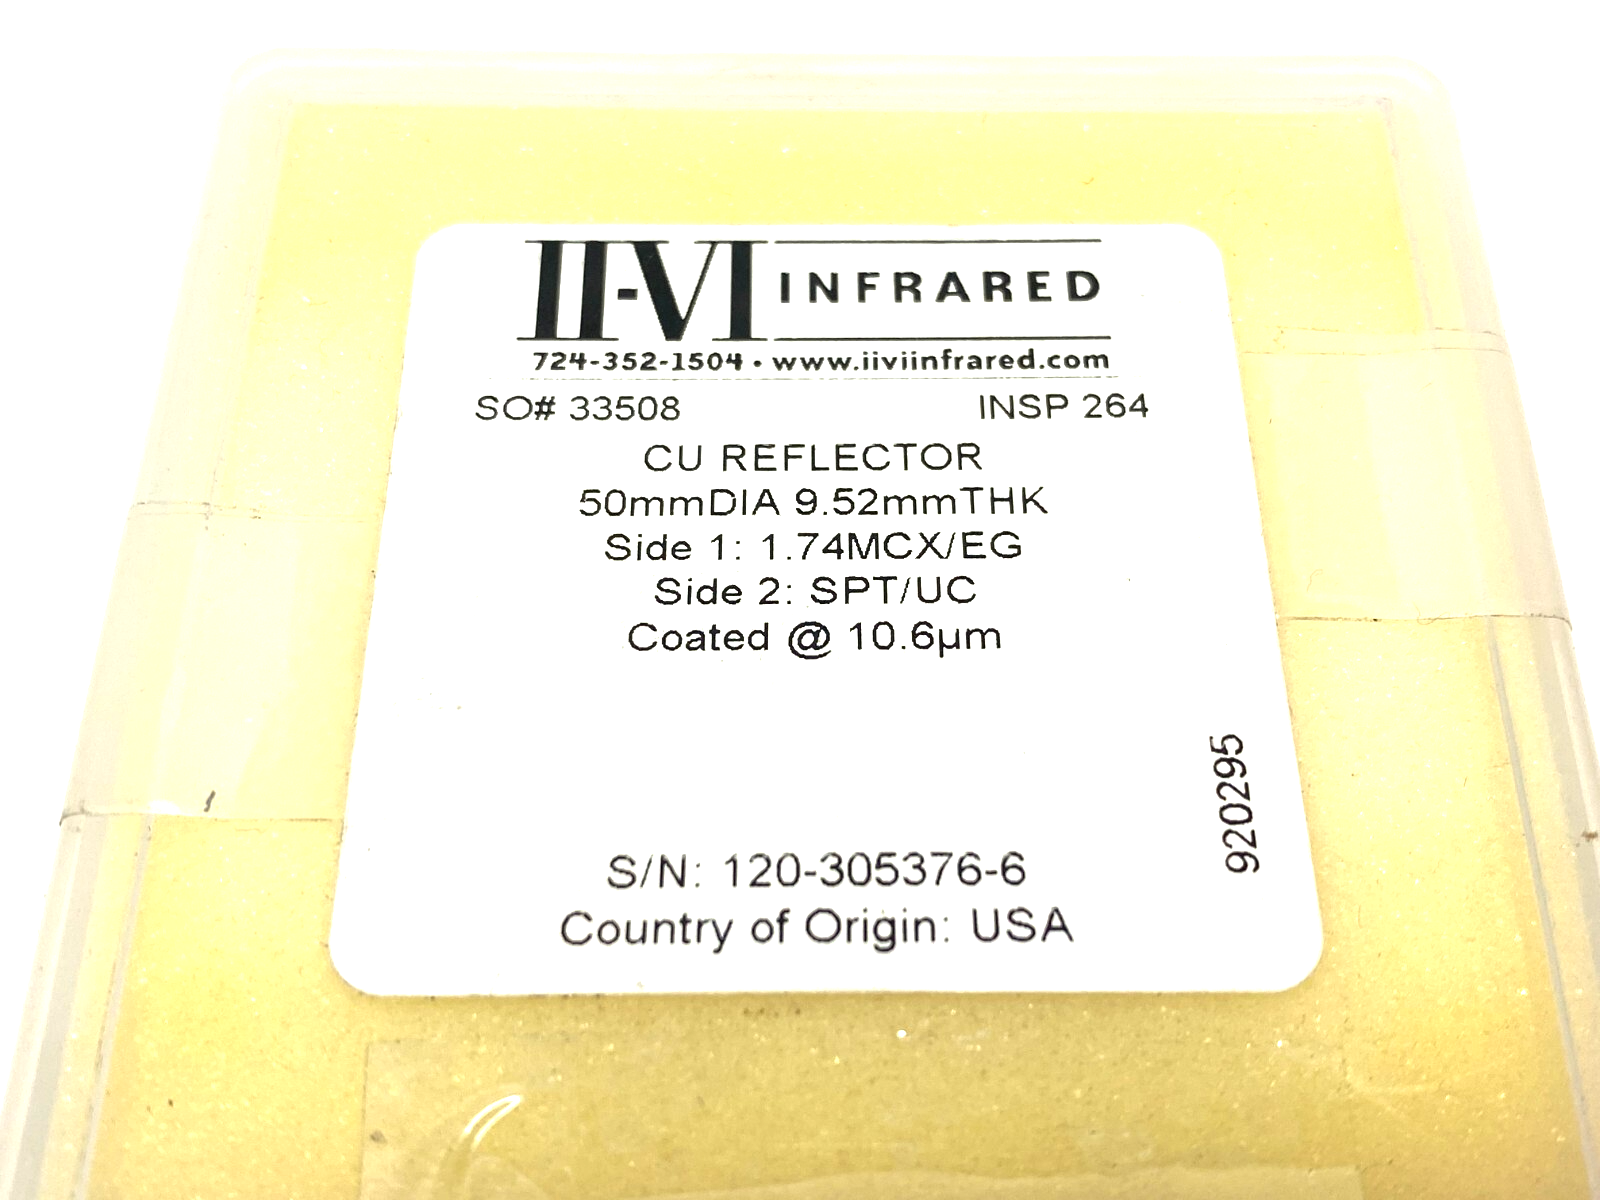 II-VI INFRARED
724-352-1504 • www.iiviinfrared.com
SO# 33508 INSP 264
CU REFLECTOR
50mmDIA 9.52mmTHK
Side 1: 1.74MCX/EG
Side 2: SPT/UC
Coated @ 10.6µm
920295
S/N: 120-305376-6
Country of Origin: USA